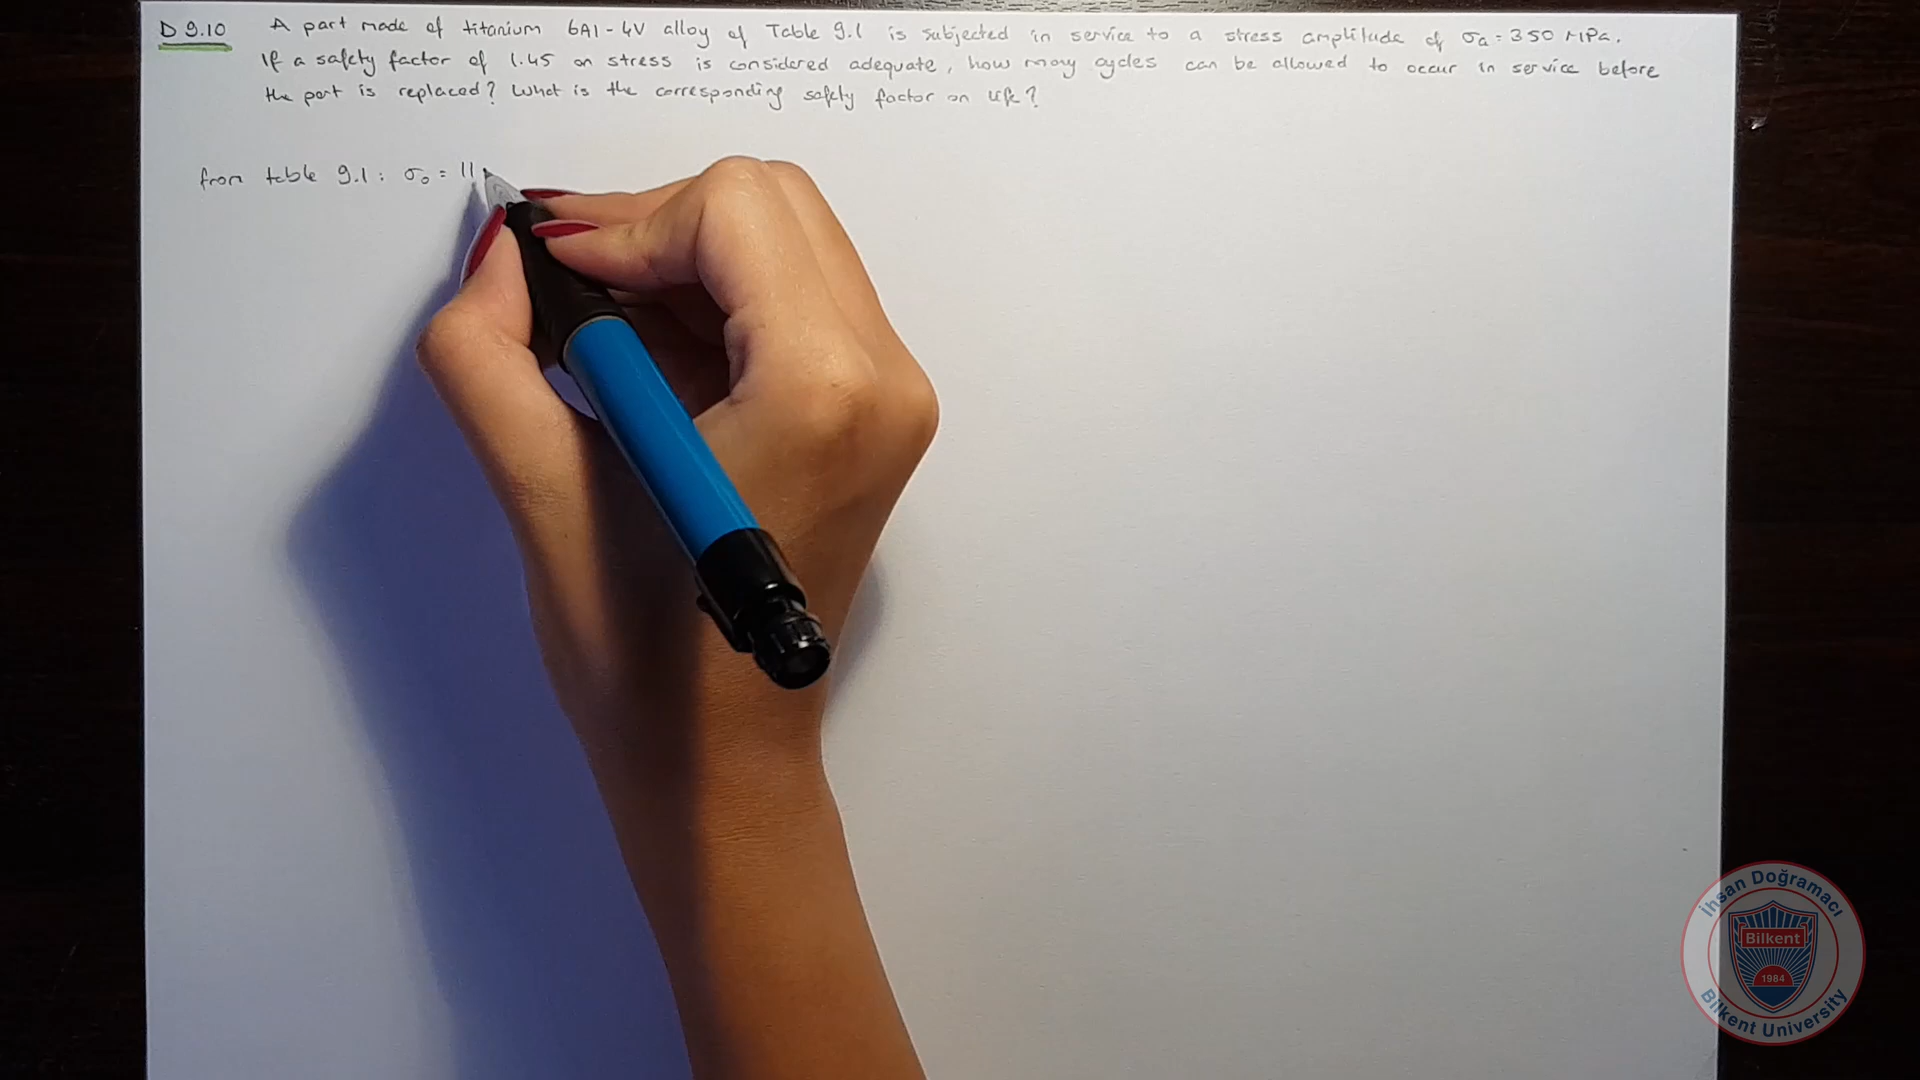 D 9.10 A part made of titanium 6Al-4V alloy of Table 9.1 is subjected in service to a stress amplitude of σa = 350 MPa.
If a safety factor of 1.45 on stress is considered adequate, how many cycles can be allowed to occur in service before
the part is replaced? What is the corresponding safety factor on life?
from table 9.1: σo = 11
İhsan Doğramacı
Bilkent
1984
Bilkent University